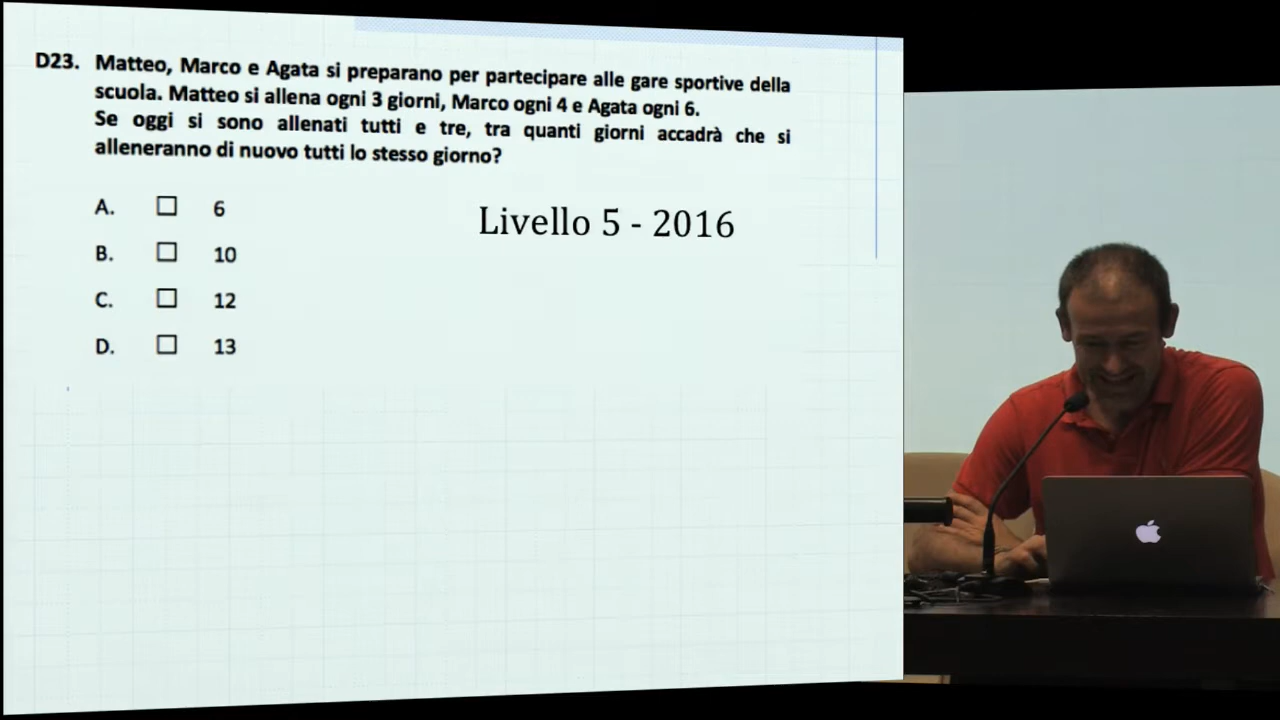 D23. Matteo, Marco e Agata si preparano per partecipare alle gare sportive della
scuola. Matteo si allena ogni 3 giorni, Marco ogni 4 e Agata ogni 6.
Se oggi si sono allenati tutti e tre, tra quanti giorni accadrà che si
alleneranno di nuovo tutti lo stesso giorno?
A. 6
B. 10
C. 12
D. 13
Livello 5 - 2016